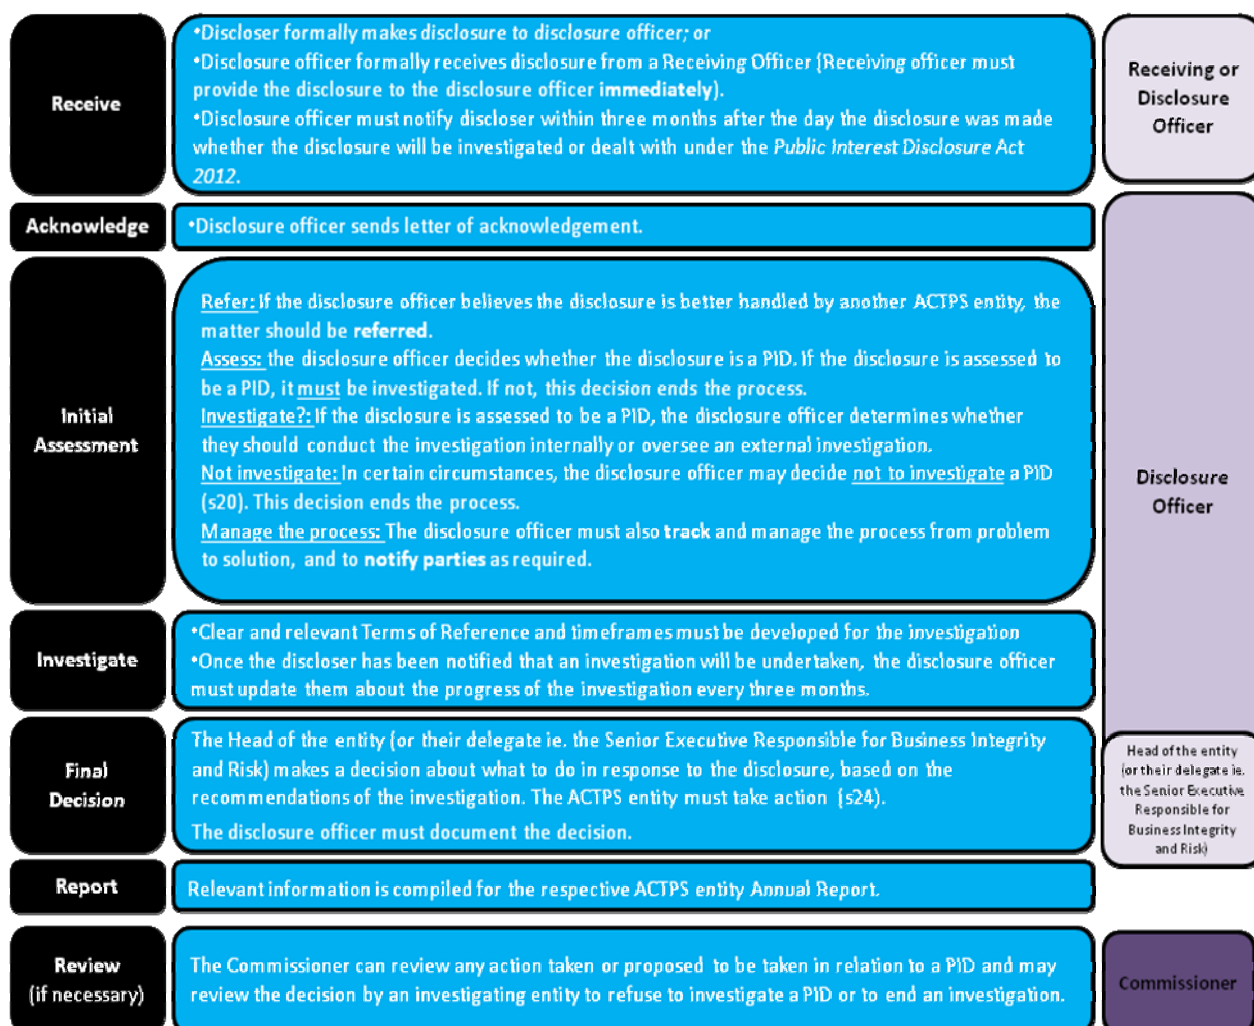 Receive
•Discloser formally makes disclosure to disclosure officer; or
•Disclosure officer formally receives disclosure from a Receiving Officer (Receiving officer must
provide the disclosure to the disclosure officer immediately).
•Disclosure officer must notify discloser within three months after the day the disclosure was made
whether the disclosure will be investigated or dealt with under the Public Interest Disclosure Act
2012.
Receiving or
Disclosure
Officer
Acknowledge
•Disclosure officer sends letter of acknowledgement.
Initial
Assessment
Refer: If the disclosure officer believes the disclosure is better handled by another ACTPS entity, the
matter should be referred.
Assess: the disclosure officer decides whether the disclosure is a PID. If the disclosure is assessed to
be a PID, it must be investigated. If not, this decision ends the process.
Investigate?: If the disclosure is assessed to be a PID, the disclosure officer determines whether
they should conduct the investigation internally or oversee an external investigation.
Not investigate: In certain circumstances, the disclosure officer may decide not to investigate a PID
(s20). This decision ends the process.
Manage the process: The disclosure officer must also track and manage the process from problem
to solution, and to notify parties as required.
Disclosure
Officer
Investigate
•Clear and relevant Terms of Reference and timeframes must be developed for the investigation
•Once the discloser has been notified that an investigation will be undertaken, the disclosure officer
must update them about the progress of the investigation every three months.
Final
Decision
The Head of the entity (or their delegate ie. the Senior Executive Responsible for Business Integrity
and Risk) makes a decision about what to do in response to the disclosure, based on the
recommendations of the investigation. The ACTPS entity must take action (s24).
The disclosure officer must document the decision.
Head of the entity
(or their delegate ie.
the Senior Executive
Responsible for
Business Integrity
and Risk)
Report
Relevant information is compiled for the respective ACTPS entity Annual Report.
Review
(if necessary)
The Commissioner can review any action taken or proposed to be taken in relation to a PID and may
review the decision by an investigating entity to refuse to investigate a PID or to end an investigation.
Commissioner